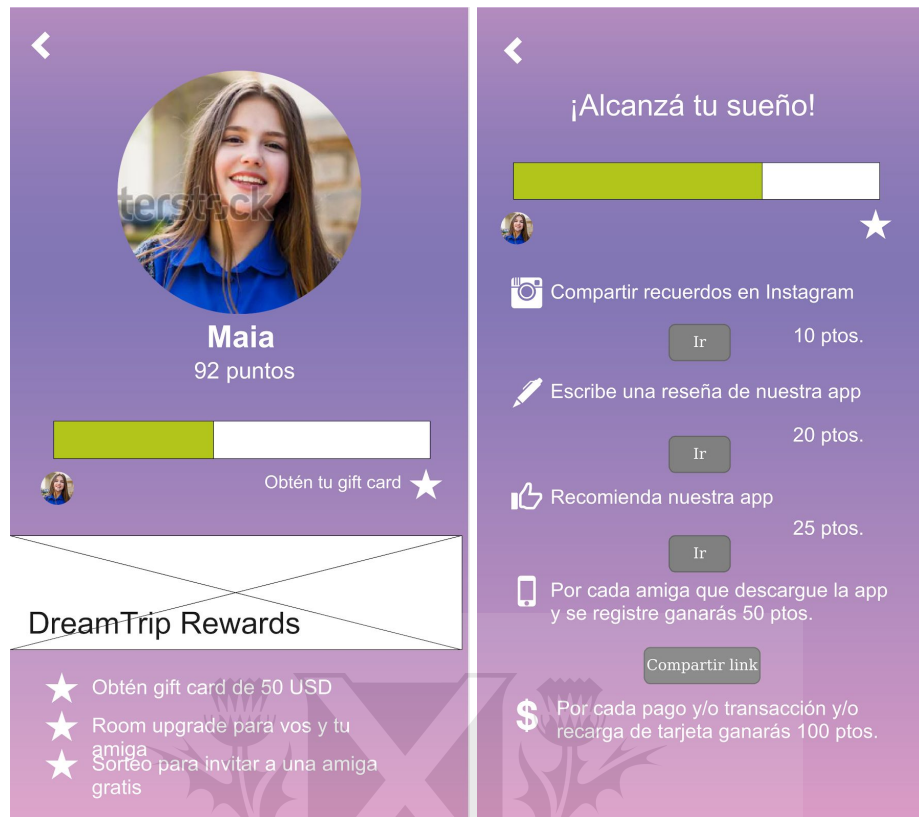 terstock
Maia
92 puntos
Obtén tu gift card
DreamTrip Rewards
Obtén gift card de 50 USD
Room upgrade para vos y tu
amiga
Sorteo para invitar a una amiga
gratis
¡Alcanzá tu sueño!
Compartir recuerdos en Instagram
Ir
10 ptos.
Escribe una reseña de nuestra app
20 ptos.
Ir
Recomienda nuestra app
25 ptos.
Ir
Por cada amiga que descargue la app
y se registre ganarás 50 ptos.
Compartir link
$ Por cada pago y/o transacción y/o
recarga de tarjeta ganarás 100 ptos.